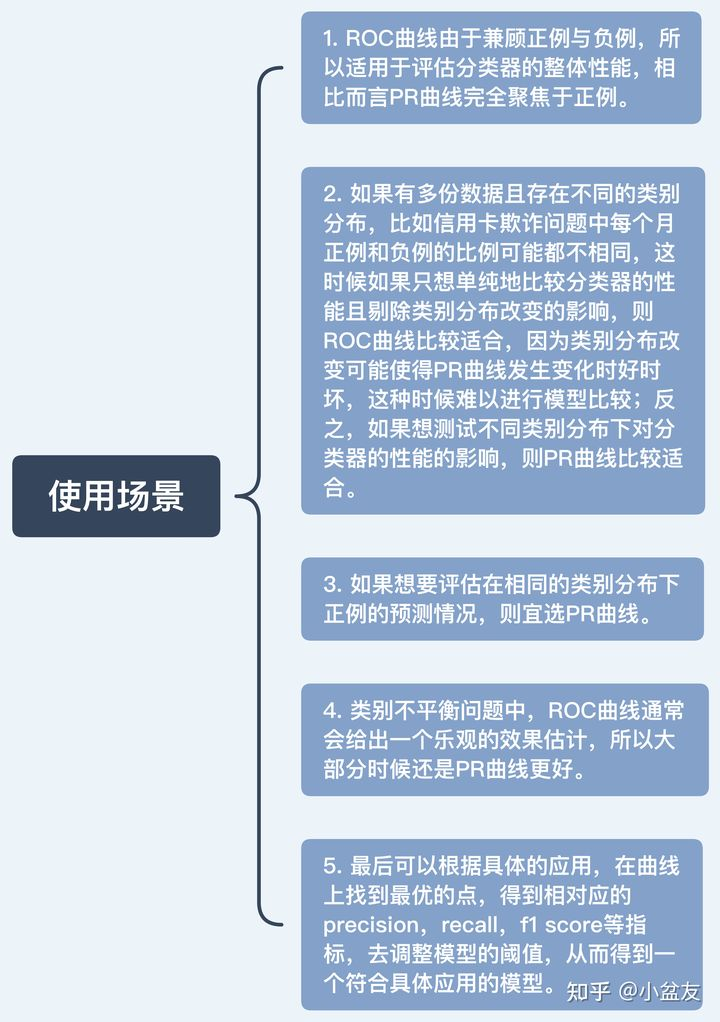 1. ROC曲线由于兼顾正例与负例，所
以适用于评估分类器的整体性能，相
比而言PR曲线完全聚焦于正例。
2. 如果有多份数据且存在不同的类别
分布，比如信用卡欺诈问题中每个月
正例和负例的比例可能都不相同，这
时候如果只想单纯地比较分类器的性
能且剔除类别分布改变的影响，则
ROC曲线比较适合，因为类别分布改
变可能使得PR曲线发生变化时好时
坏，这种时候难以进行模型比较；反
之，如果想测试不同类别分布下对分
类器的性能的影响，则PR曲线比较适
合。
使用场景
3. 如果想要评估在相同的类别分布下
正例的预测情况，则宜选PR曲线。
4. 类别不平衡问题中，ROC曲线通常
会给出一个乐观的效果估计，所以大
部分时候还是PR曲线更好。
5. 最后可以根据具体的应用，在曲线
上找到最优的点，得到相对应的
precision，recall，f1 score等指
标，去调整模型的阈值，从而得到一
个符合具体应用的模型。
知乎 @小盆友